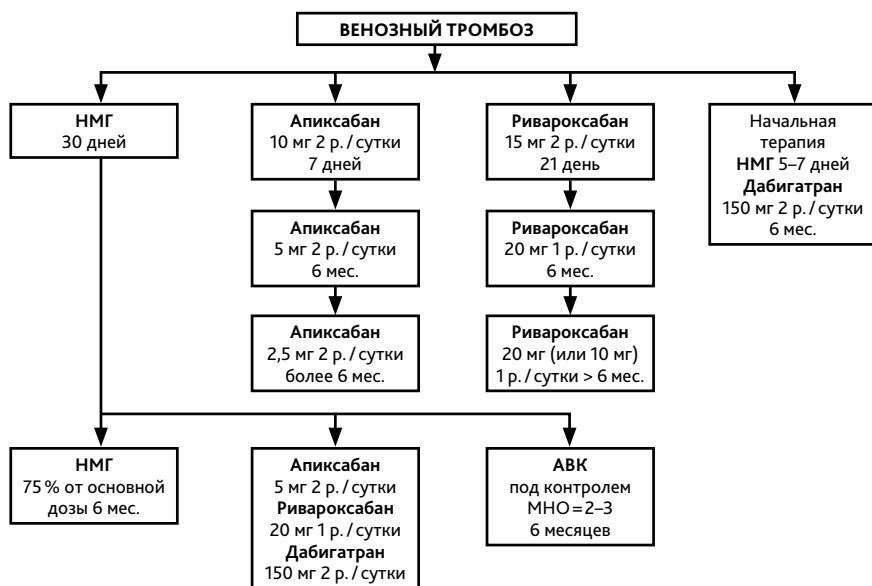 ВЕНОЗНЫЙ ТРОМБОЗ
НМГ
30 дней
Апиксабан
10 мг 2 р. / сутки
7 дней
Ривароксабан
15 мг 2 р. / сутки
21 день
Начальная
терапия
НМГ 5–7 дней
Дабигатран
150 мг 2 р. / сутки
6 мес.
Апиксабан
5 мг 2 р. / сутки
6 мес.
Ривароксабан
20 мг 1 р. / сутки
6 мес.
Апиксабан
2,5 мг 2 р. / сутки
более 6 мес.
Ривароксабан
20 мг (или 10 мг)
1 р. / сутки > 6 мес.
НМГ
75 % от основной
дозы 6 мес.
Апиксабан
5 мг 2 р. / сутки
Ривароксабан
20 мг 1 р. / сутки
Дабигатран
150 мг 2 р. / сутки
АВК
под контролем
МНО = 2–3
6 месяцев